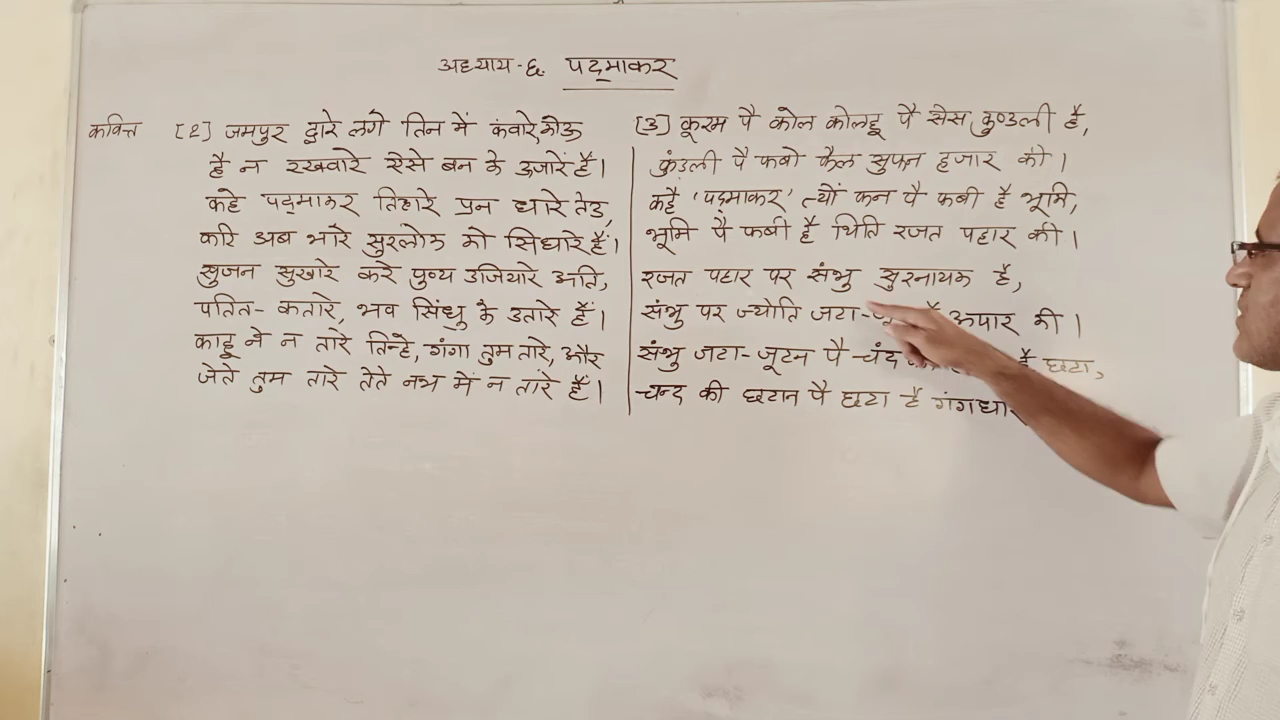 अध्याय-६. पद्माकर
कवित्त [2] जमपुर द्वारे लगे तिन में केवारे कोऊ
है न रखवारे ऐसे बन के उजारे है।
कहे पद्माकर तिहारे प्रन धारे तेउ,
करि अब भारे सुरलोक को सिधारे हैं।
सुजन सुखारे करे पुण्य उजियारे अति,
पतित-कतारे, भव सिंधु के उतारे हैं।
काहू ने न तारे तिन्हे, गंगा तुम तारे, और
जेते तुम तारे तेते नभ में न तारे हैं।
[3] कूरम पै कोल कोलहू पै सेस कुण्डली है,
कुंडली पै फबी फैल सुफन हजार की।
कहै 'पद्माकर' त्यों फन पै फबी है भूमि,
भूमि पै फबी है थिति रजत पहार की।
रजत पहार पर संभु सुरनायक है,
संभु पर ज्योति जटा- अपार की।
संभु जटा-जूटन पै चंद है छटा,
चन्द की छटान पै छटा है